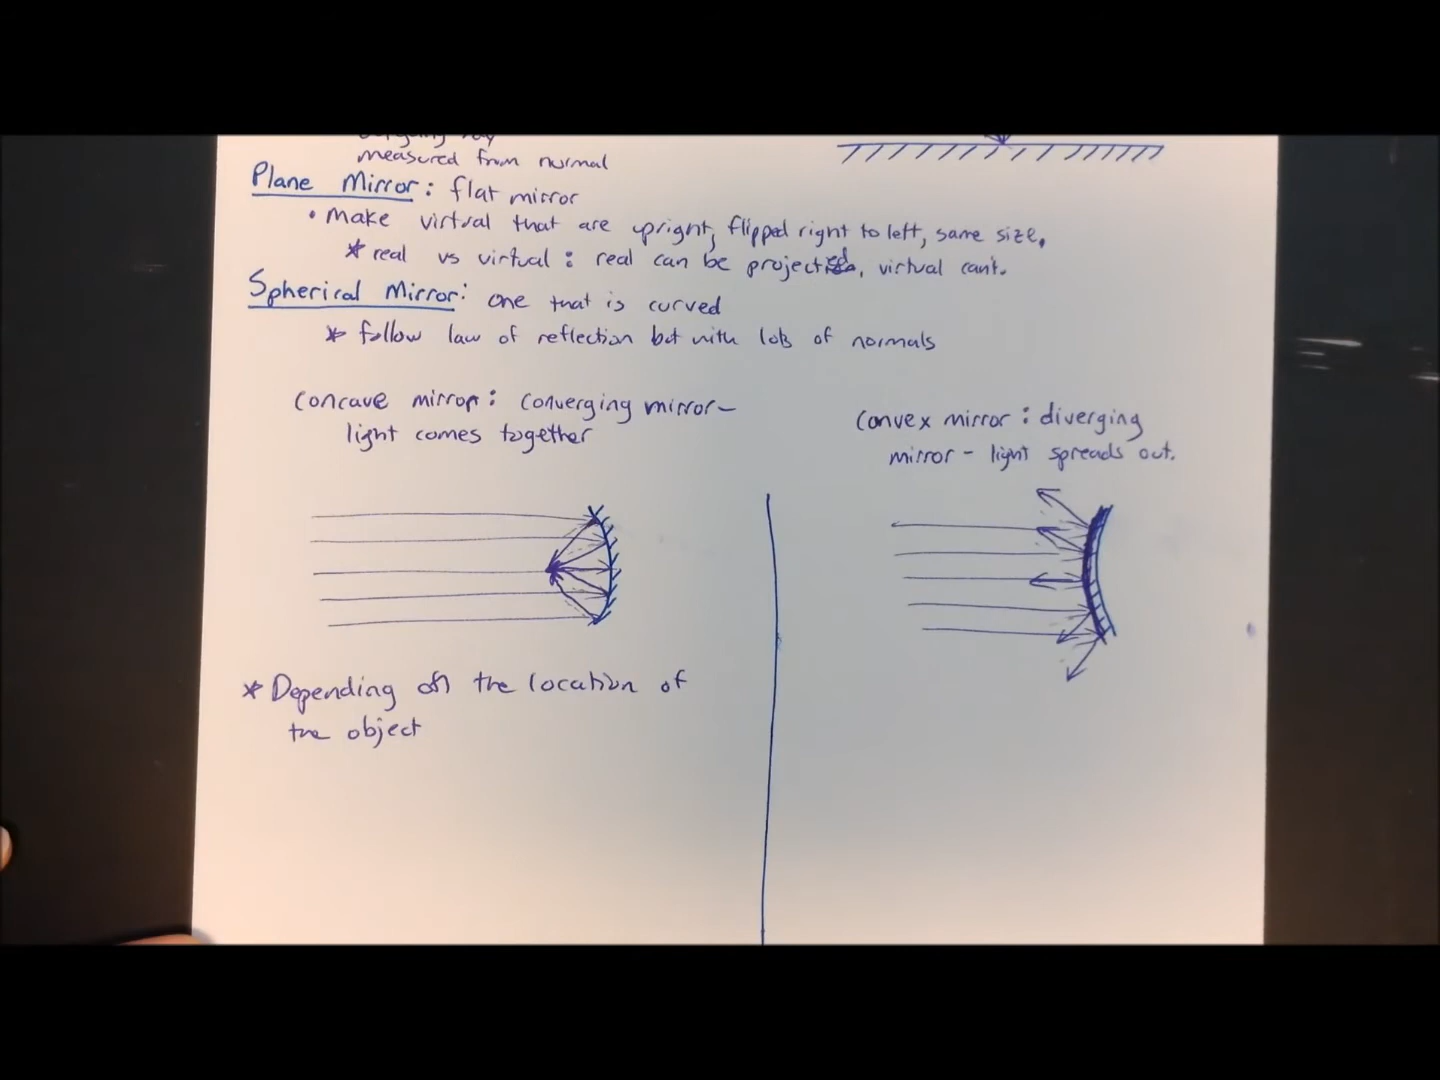 measured from normal
Plane Mirror: flat mirror
• Make virtual that are upright, flipped right to left, same size.
* real vs virtual: real can be projected, virtual can't.
Spherical Mirror: one that is curved
* follow law of reflection but with lots of normals
concave mirror: converging mirror-
light comes together
convex mirror: diverging
mirror - light spreads out.
* Depending on the location of
the object